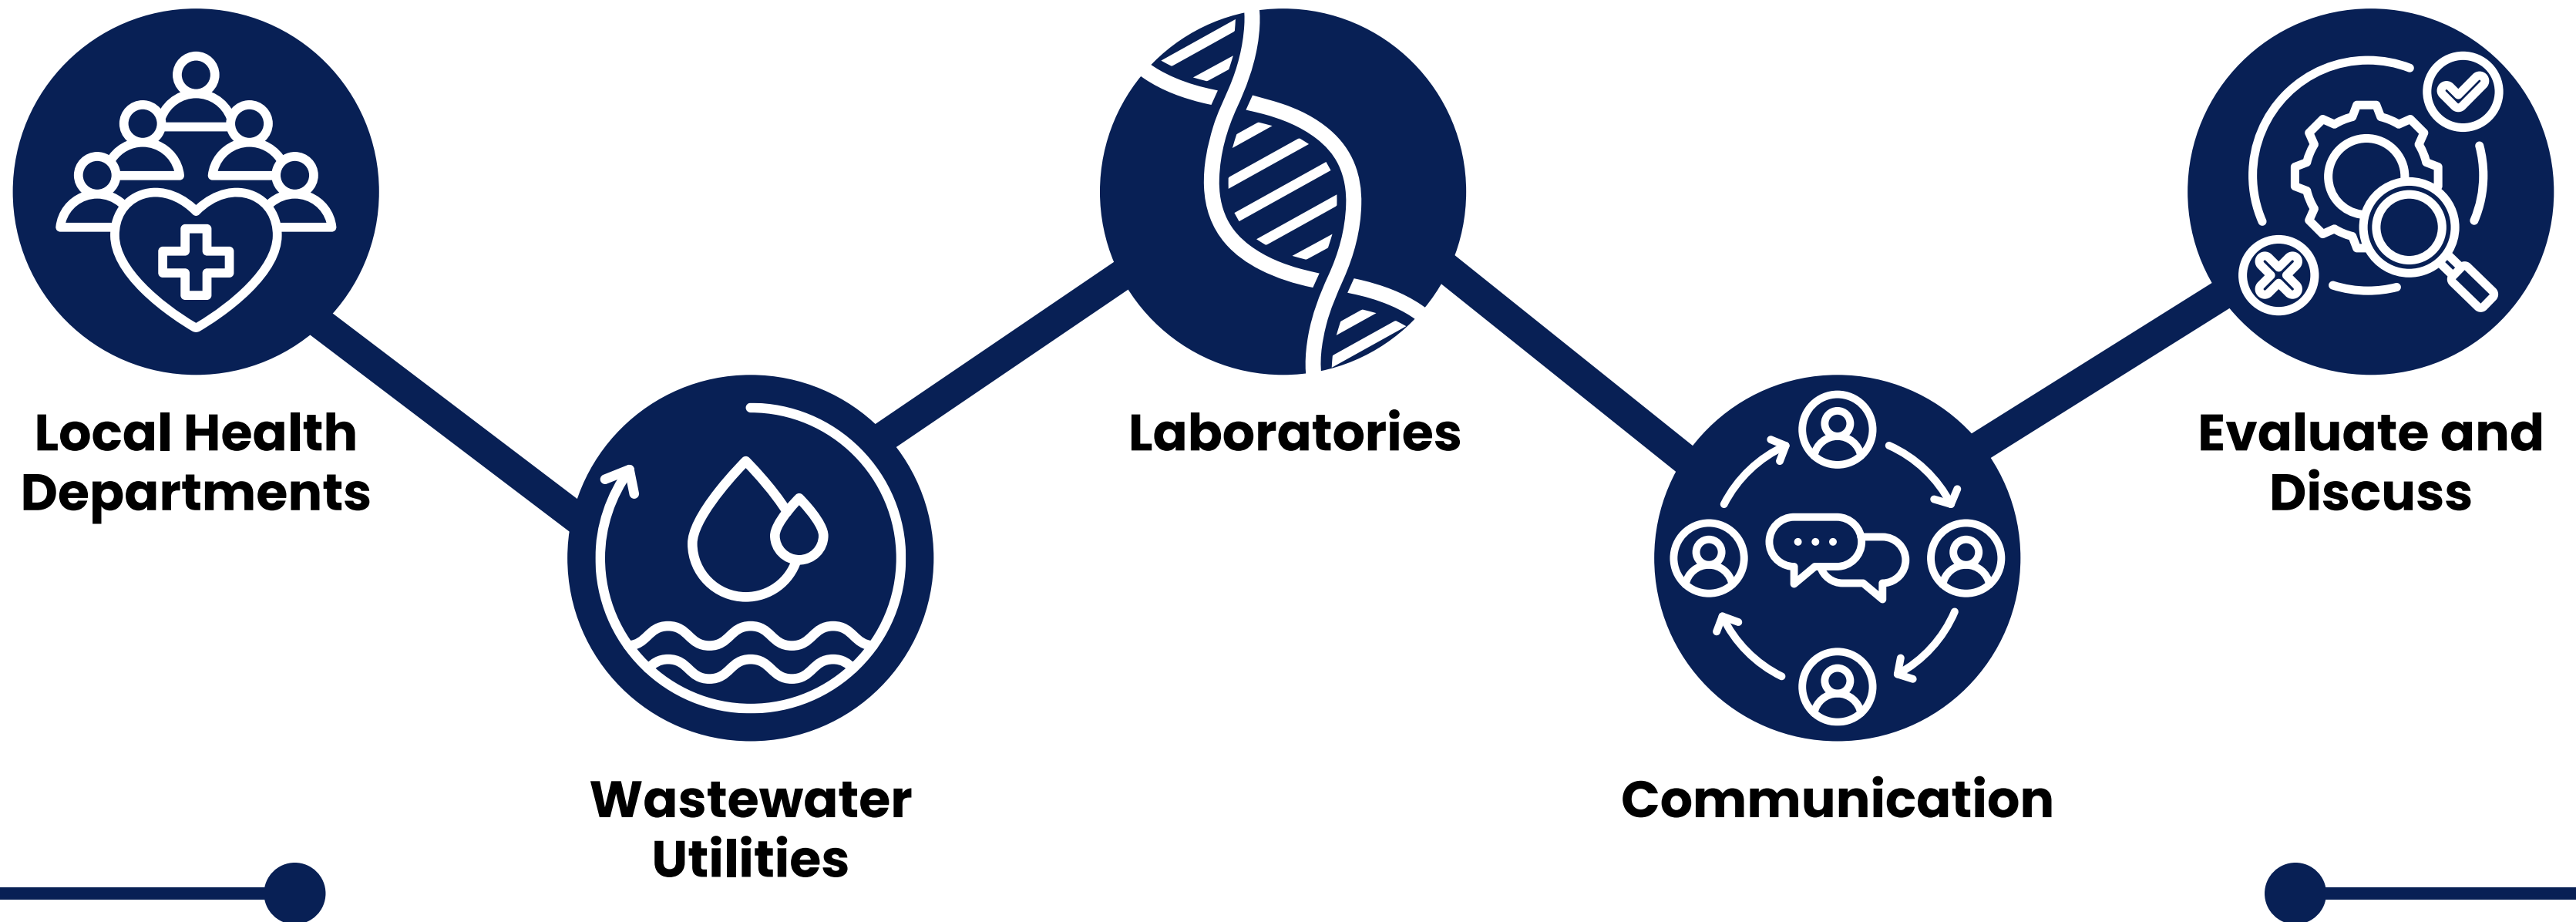 Local Health
Departments
Wastewater
Utilities
Laboratories
Communication
Evaluate and
Discuss